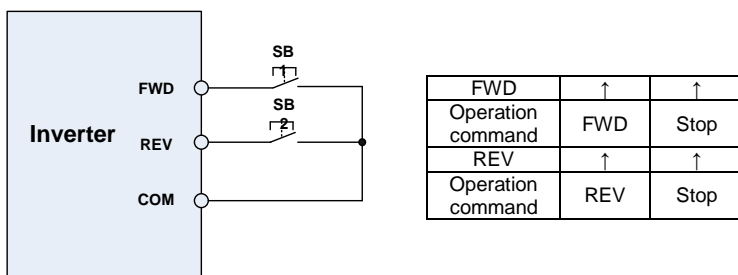 SB
1
FWD
SB
2
Inverter
REV
COM
FWD ↑ ↑
Operation
command FWD Stop
REV ↑ ↑
Operation
command REV Stop